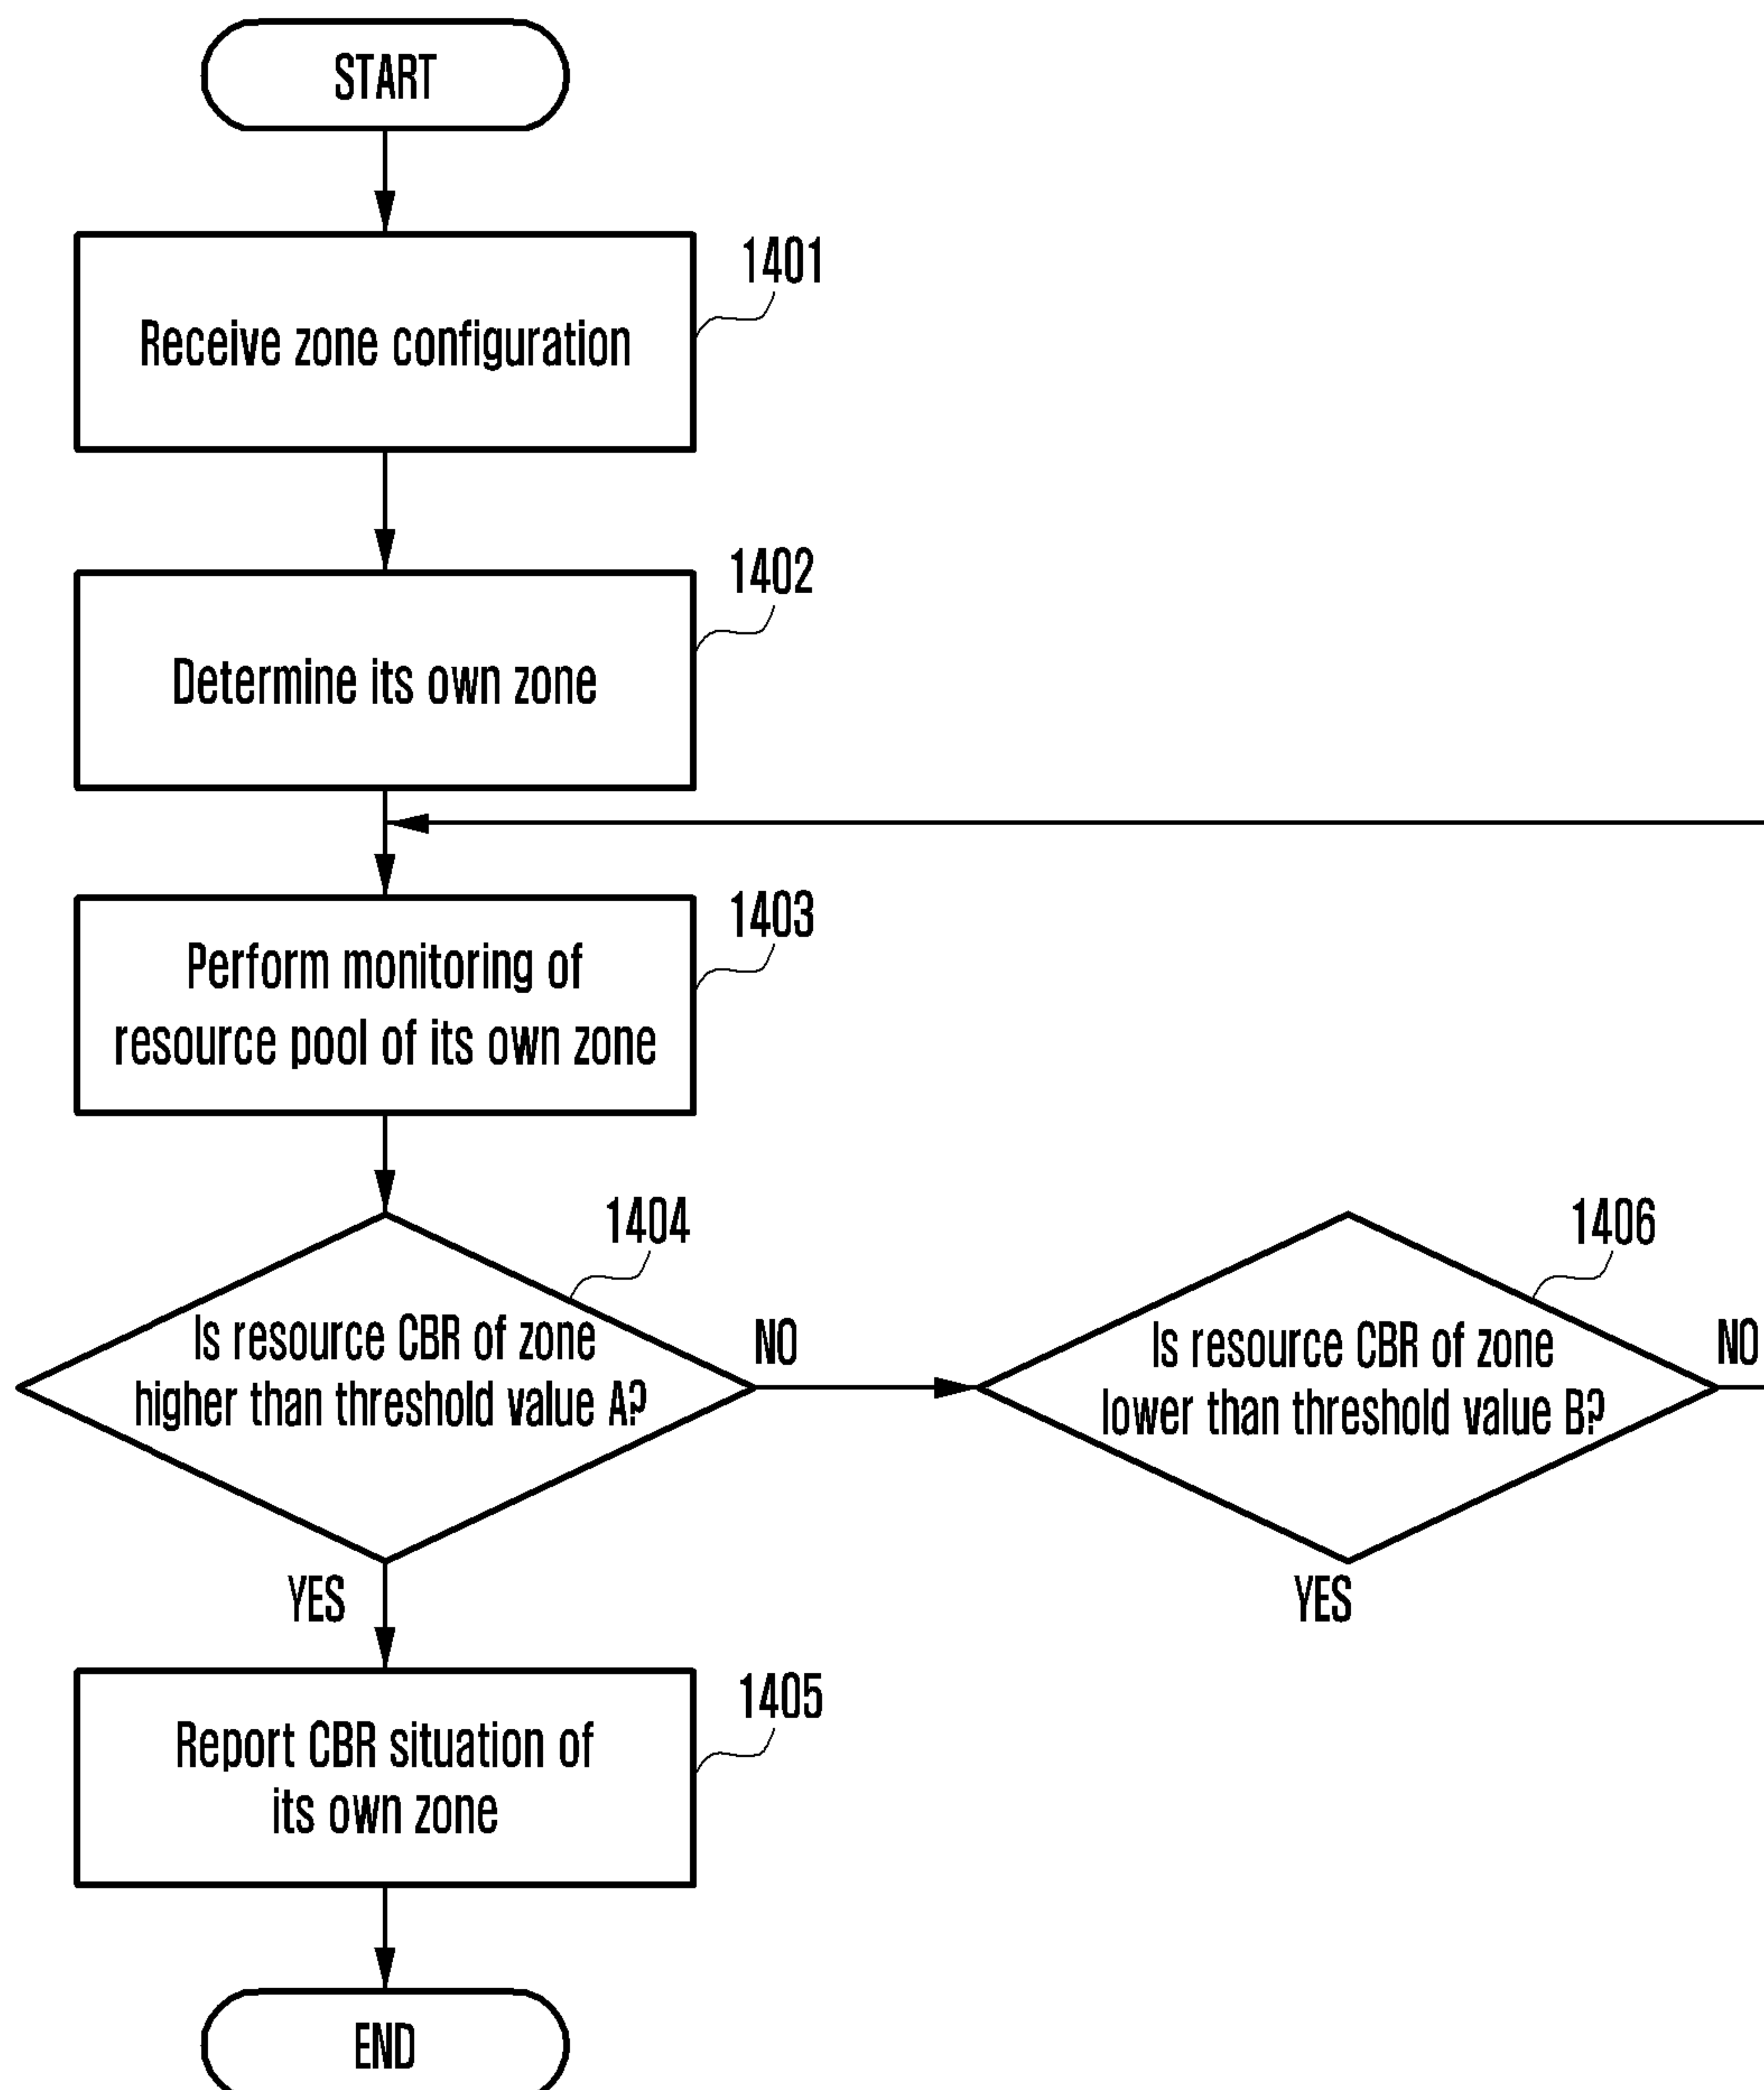 START
1401
Receive zone configuration
1402
Determine its own zone
1403
Perform monitoring of
resource pool of its own zone
1404
Is resource CBR of zone
higher than threshold value A?
NO
1406
Is resource CBR of zone
lower than threshold value B?
NO
YES
YES
1405
Report CBR situation of
its own zone
END